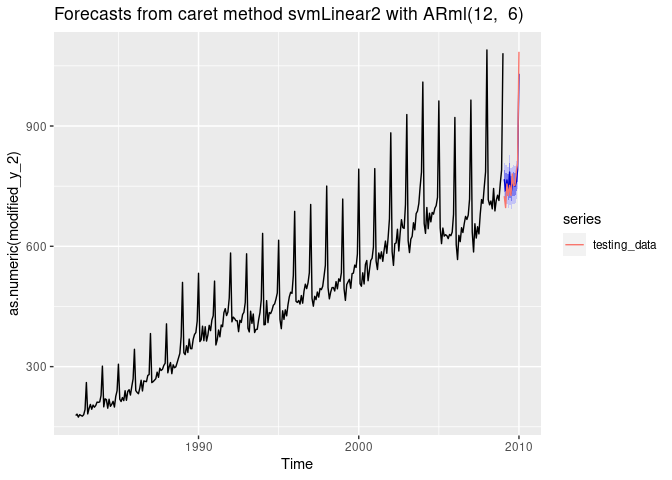 Forecasts from caret method svmLinear2 with ARml(12,  6)
as.numeric(modified_y_2)
900
600
300
1990
2000
2010
Time
series
testing_data